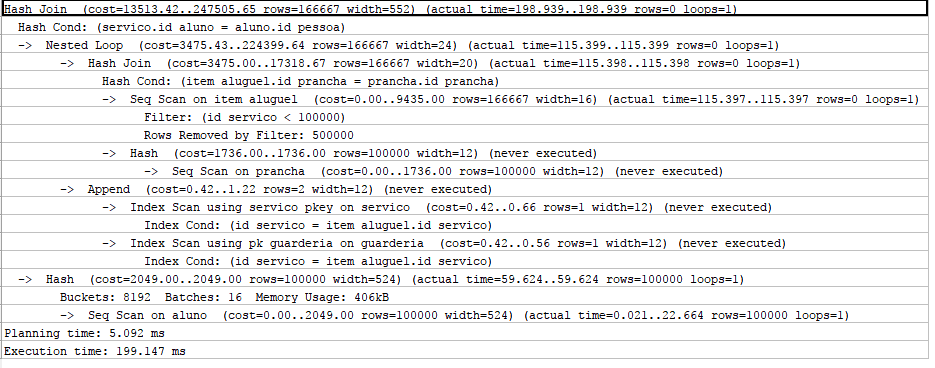 Hash Join  (cost=13513.42..247505.65 rows=166667 width=552) (actual time=198.939..198.939 rows=0 loops=1)
Hash Cond: (servico.id aluno = aluno.id pessoa)
-> Nested Loop  (cost=3475.43..224399.64 rows=166667 width=24) (actual time=115.399..115.399 rows=0 loops=1)
-> Hash Join  (cost=3475.00..17318.67 rows=166667 width=20) (actual time=115.398..115.398 rows=0 loops=1)
Hash Cond: (item aluguel.id prancha = prancha.id prancha)
-> Seq Scan on item aluguel  (cost=0.00..9435.00 rows=166667 width=16) (actual time=115.397..115.397 rows=0 loops=1)
Filter: (id servico < 100000)
Rows Removed by Filter: 500000
-> Hash  (cost=1736.00..1736.00 rows=100000 width=12) (never executed)
-> Seq Scan on prancha  (cost=0.00..1736.00 rows=100000 width=12) (never executed)
-> Append  (cost=0.42..1.22 rows=2 width=12) (never executed)
-> Index Scan using servico pkey on servico  (cost=0.42..0.66 rows=1 width=12) (never executed)
Index Cond: (id servico = item aluguel.id servico)
-> Index Scan using pk guarderia on guarderia  (cost=0.42..0.56 rows=1 width=12) (never executed)
Index Cond: (id servico = item aluguel.id servico)
-> Hash  (cost=2049.00..2049.00 rows=100000 width=524) (actual time=59.624..59.624 rows=100000 loops=1)
Buckets: 8192  Batches: 16  Memory Usage: 406kB
-> Seq Scan on aluno  (cost=0.00..2049.00 rows=100000 width=524) (actual time=0.021..22.664 rows=100000 loops=1)
Planning time: 5.092 ms
Execution time: 199.147 ms